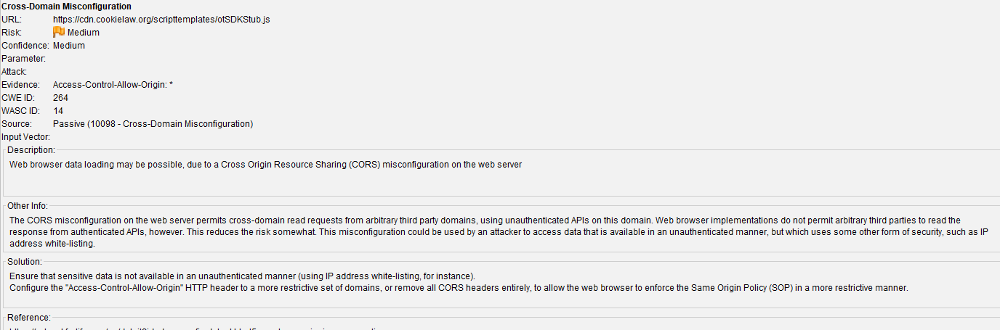 Cross-Domain Misconfiguration
URL: https://cdn.cookielaw.org/scripttemplates/otSDKStub.js
Risk: Medium
Confidence: Medium
Parameter:
Attack:
Evidence: Access-Control-Allow-Origin: *
CWE ID: 264
WASC ID: 14
Source: Passive (10098 - Cross-Domain Misconfiguration)
Input Vector:
Description:
Web browser data loading may be possible, due to a Cross Origin Resource Sharing (CORS) misconfiguration on the web server
Other Info:
The CORS misconfiguration on the web server permits cross-domain read requests from arbitrary third party domains, using unauthenticated APIs on this domain. Web browser implementations do not permit arbitrary third parties to read the
response from authenticated APIs, however. This reduces the risk somewhat. This misconfiguration could be used by an attacker to access data that is available in an unauthenticated manner, but which uses some other form of security, such as IP
address white-listing.
Solution:
Ensure that sensitive data is not available in an unauthenticated manner (using IP address white-listing, for instance).
Configure the "Access-Control-Allow-Origin" HTTP header to a more restrictive set of domains, or remove all CORS headers entirely, to allow the web browser to enforce the Same Origin Policy (SOP) in a more restrictive manner.
Reference: